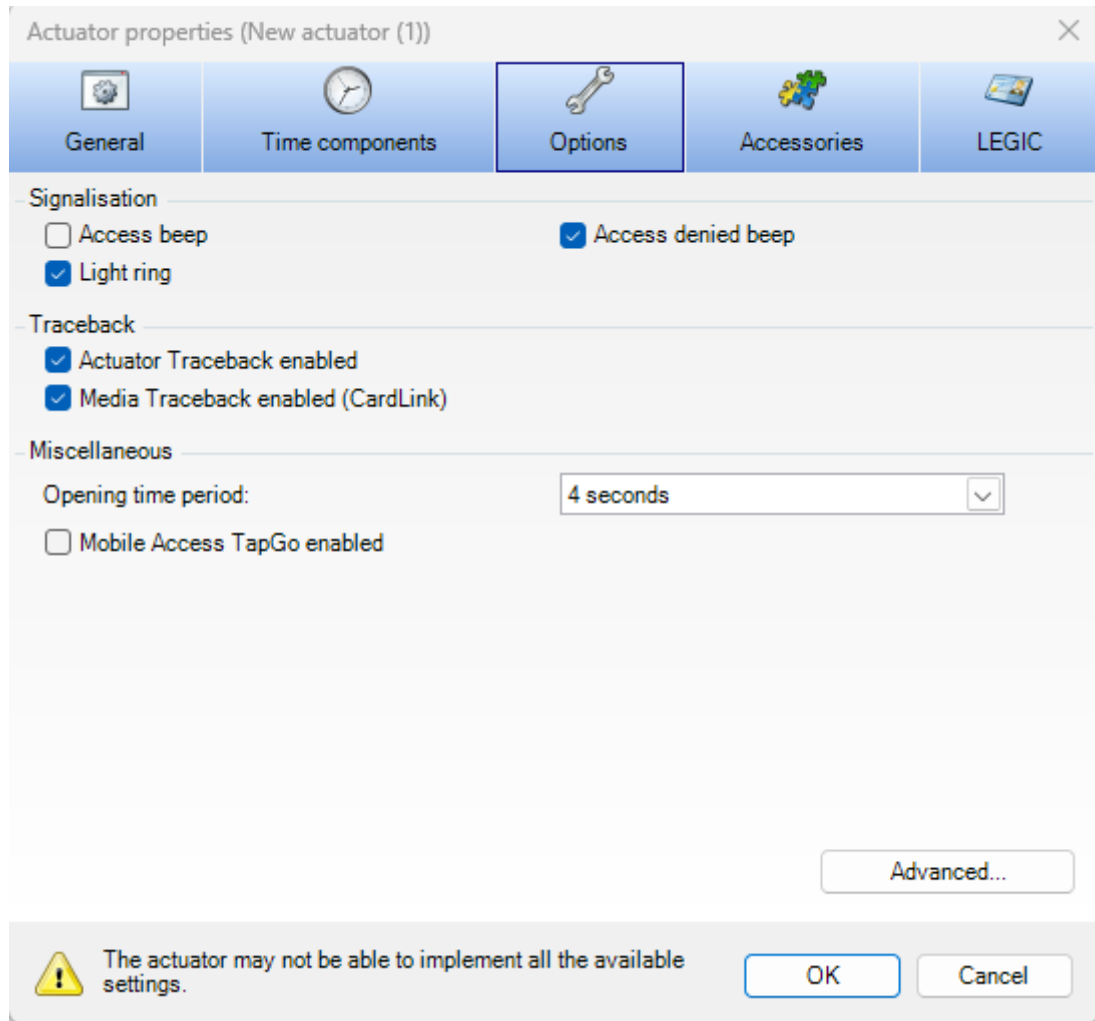 Actuator properties (New actuator (1))
General
Time components
Options
Accessories
LEGIC
Signalisation
Access beep
Access denied beep
Light ring
Traceback
Actuator Traceback enabled
Media Traceback enabled (CardLink)
Miscellaneous
Opening time period:
4 seconds
Mobile Access TapGo enabled
Advanced...
The actuator may not be able to implement all the available
settings.
OK
Cancel